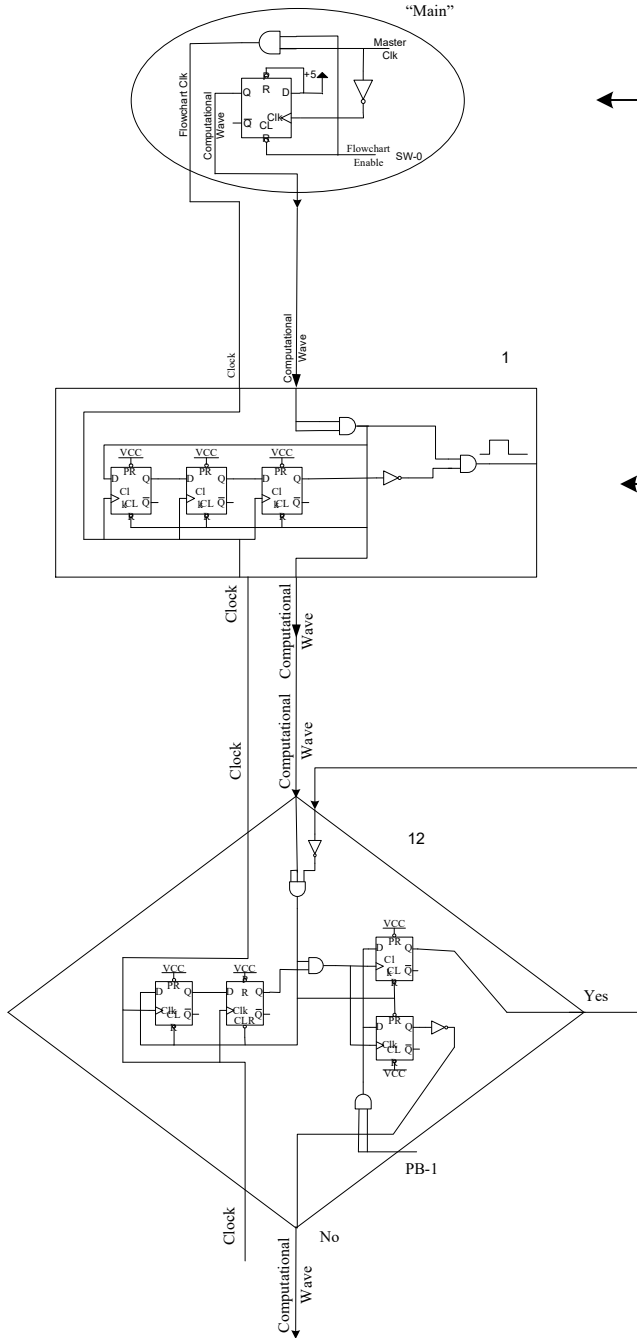 “Main”
Master
Clk
Flowchart Clk
Computational
Wave
P
R
+5
Q
D
Q
Clk
CL
R
Flowchart
Enable
SW-0
Clock
Computational
Wave
1
VCC
VCC
VCC
D
PR
Q
D
PR
Q
D
PR
Q
Cl
k
Q
Cl
k
Q
Cl
k
Q
CL
R
CL
R
CL
R
Clock
Computational
Wave
Clock
Computational
Wave
12
VCC
D
PR
Q
Cl
k
Q
CL
R
VCC
VCC
D
PR
Q
D
R
R
Q
Clk
CL
Q
R
Clk
CLR
Q
D
PR
Q
Clk
CL
Q
R
VCC
Yes
PB-1
Clock
No
Computational
Wave